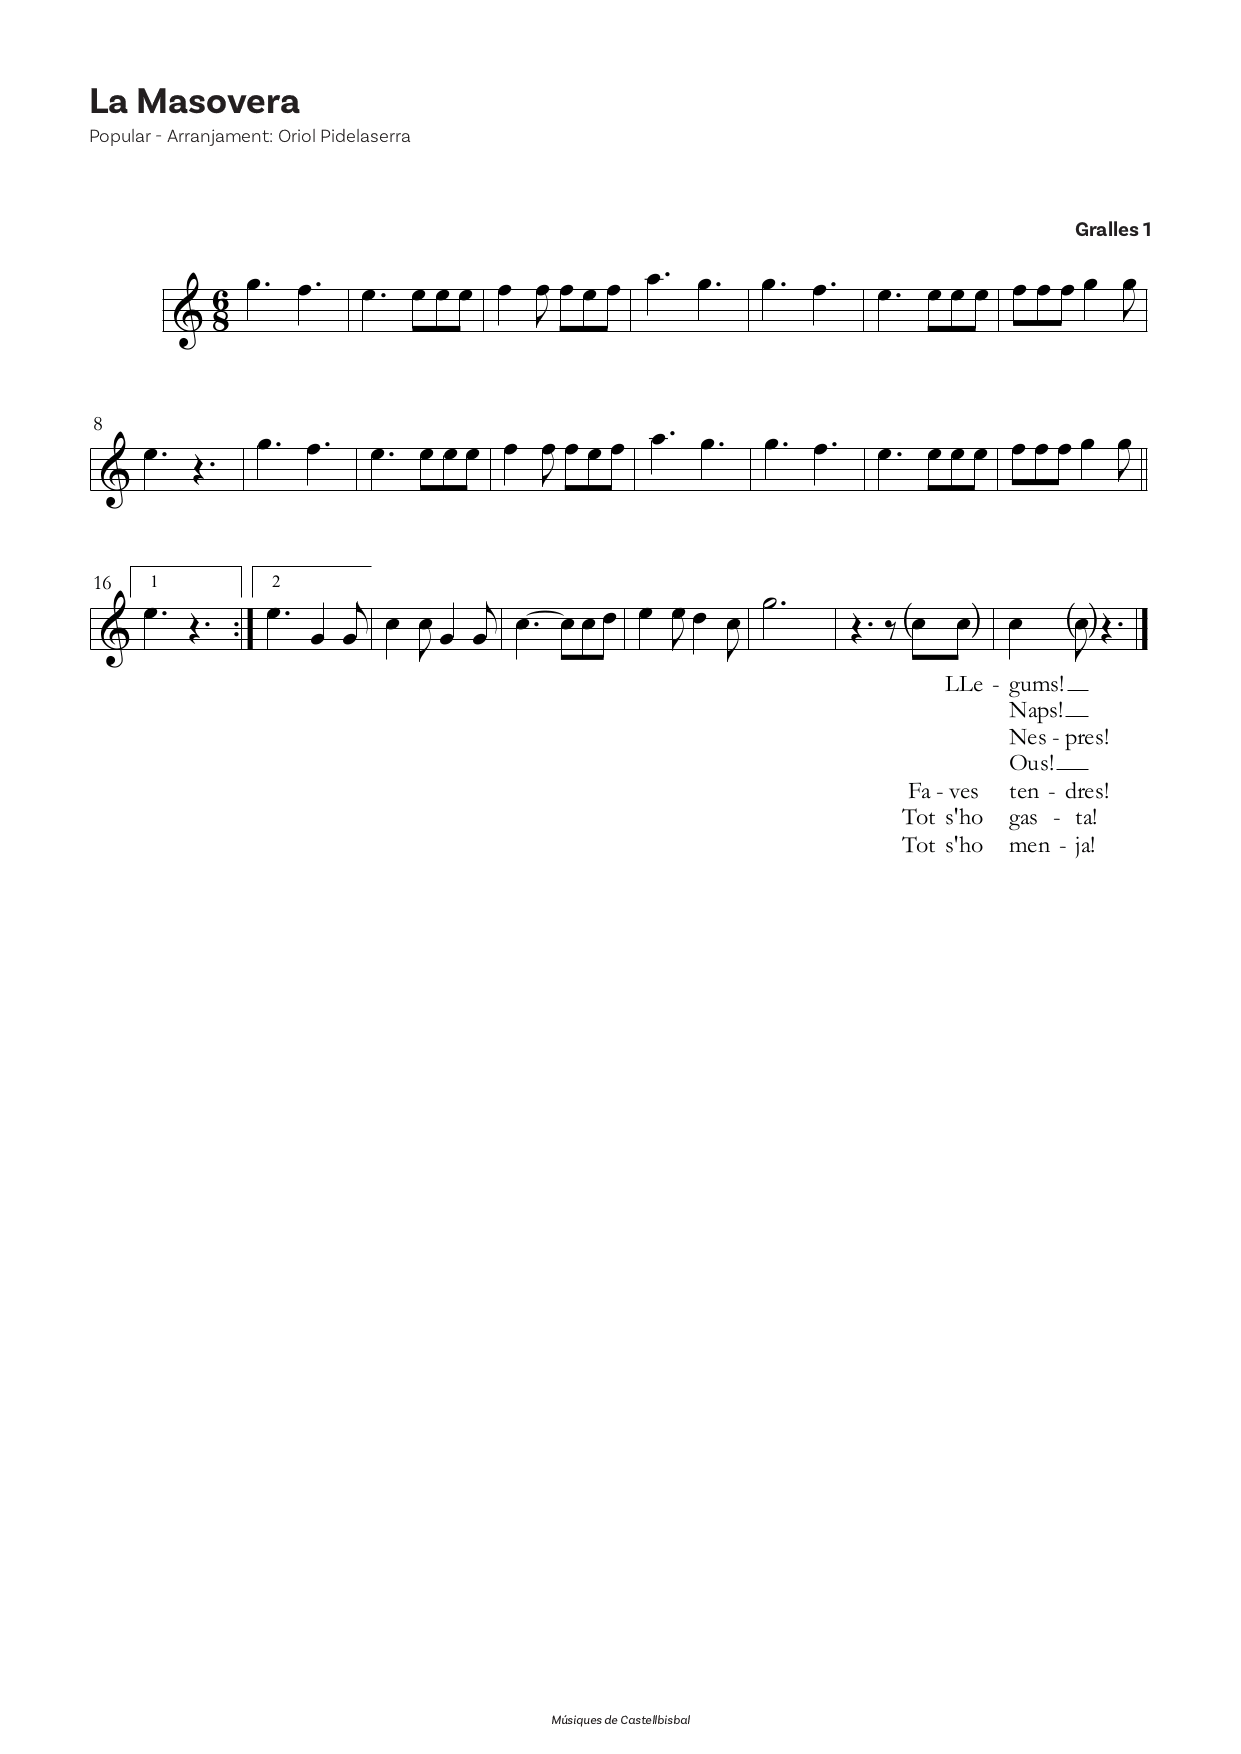 La Masovera
Popular - Arranjament: Oriol Pidelaserra
Gralles 1
6
8
8
16
1
2
LLe - gums!
Naps!
Nes - pres!
Ous!
Fa - ves ten - dres!
Tot s'ho gas - ta!
Tot s'ho men - ja!
Músiques de Castellbisbal